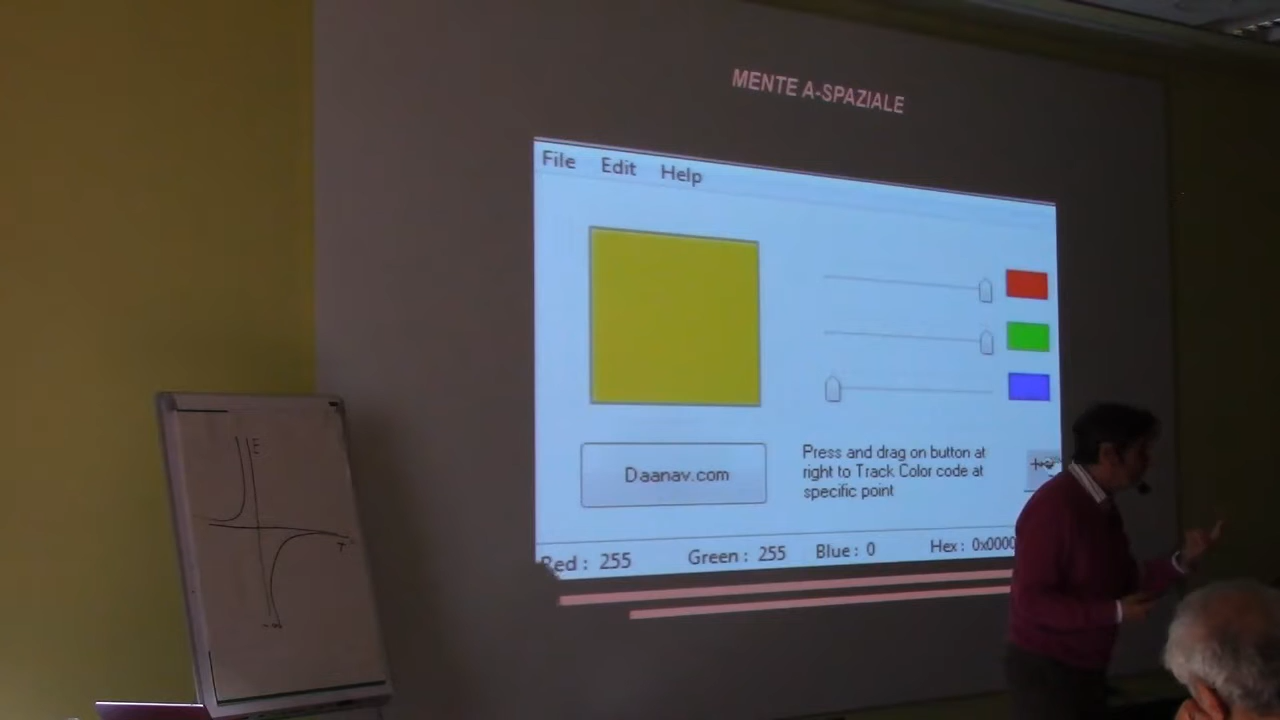 MENTE A-SPAZIALE
File Edit Help
Daanav.com
Press and drag on button at
right to Track Color code at
specific point
Red : 255 Green : 255 Blue : 0 Hex : 0x0000
E
T
-∞